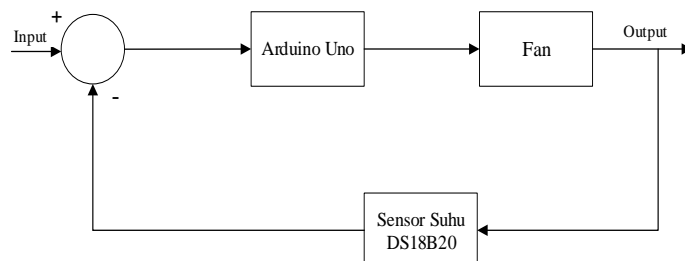 +
Input
-
Arduino Uno
Fan
Output
Sensor Suhu
DS18B20